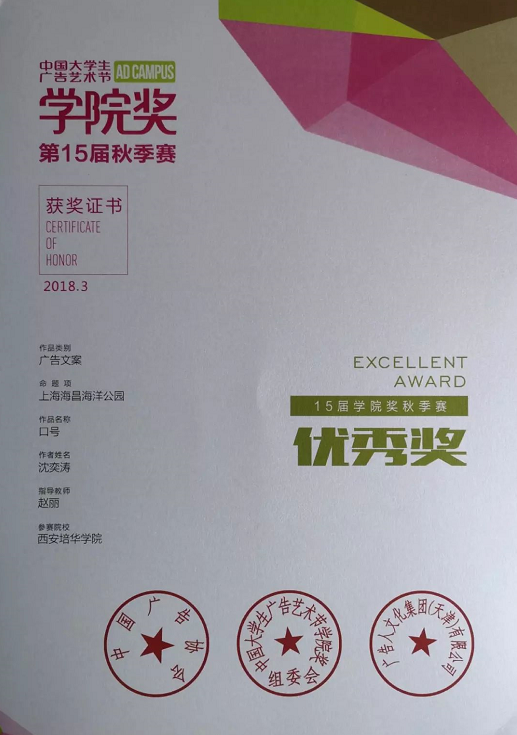 中国大学生
广告艺术节 AD CAMPUS
学院奖
第15届秋季赛
获奖证书
CERTIFICATE
OF
HONOR
2018.3
作品类别
广告文案
命题项
上海海昌海洋公园
作品名称
口号
作者姓名
沈奕涛
指导教师
赵丽
参赛院校
西安培华学院
EXCELLENT
AWARD
15届学院奖秋季赛
优秀奖
中国广告协会
中国大学生广告艺术节学院奖
组委会
广告人文化集团(天津)有限公司